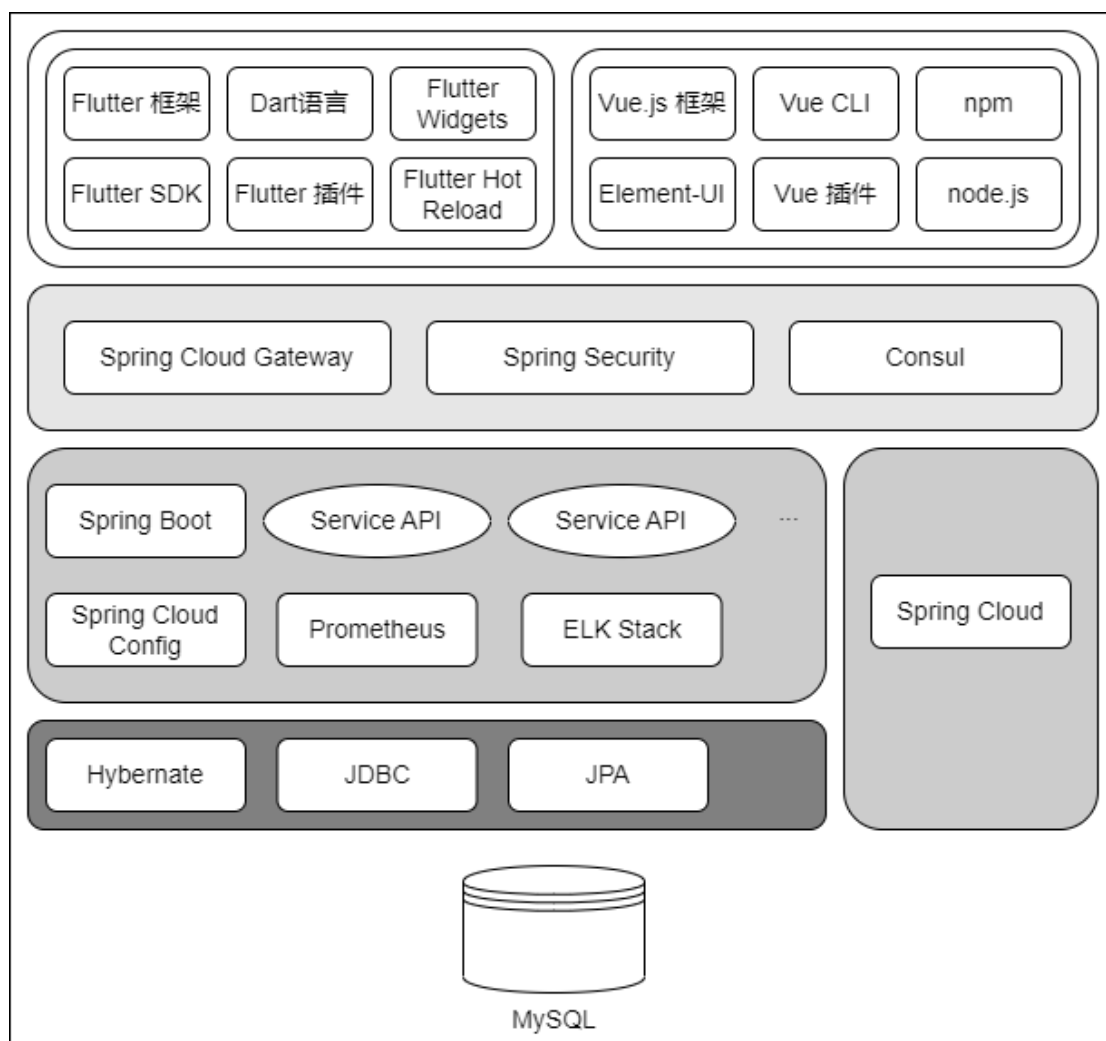 Flutter 框架
Dart语言
Flutter
Widgets
Vue.js 框架
Vue CLI
npm
Flutter SDK
Flutter 插件
Flutter Hot
Reload
Element-UI
Vue 插件
node.js
Spring Cloud Gateway
Spring Security
Consul
Spring Boot
Service API
Service API
...
Spring Cloud
Config
Prometheus
ELK Stack
Spring Cloud
Hybernate
JDBC
JPA
MySQL